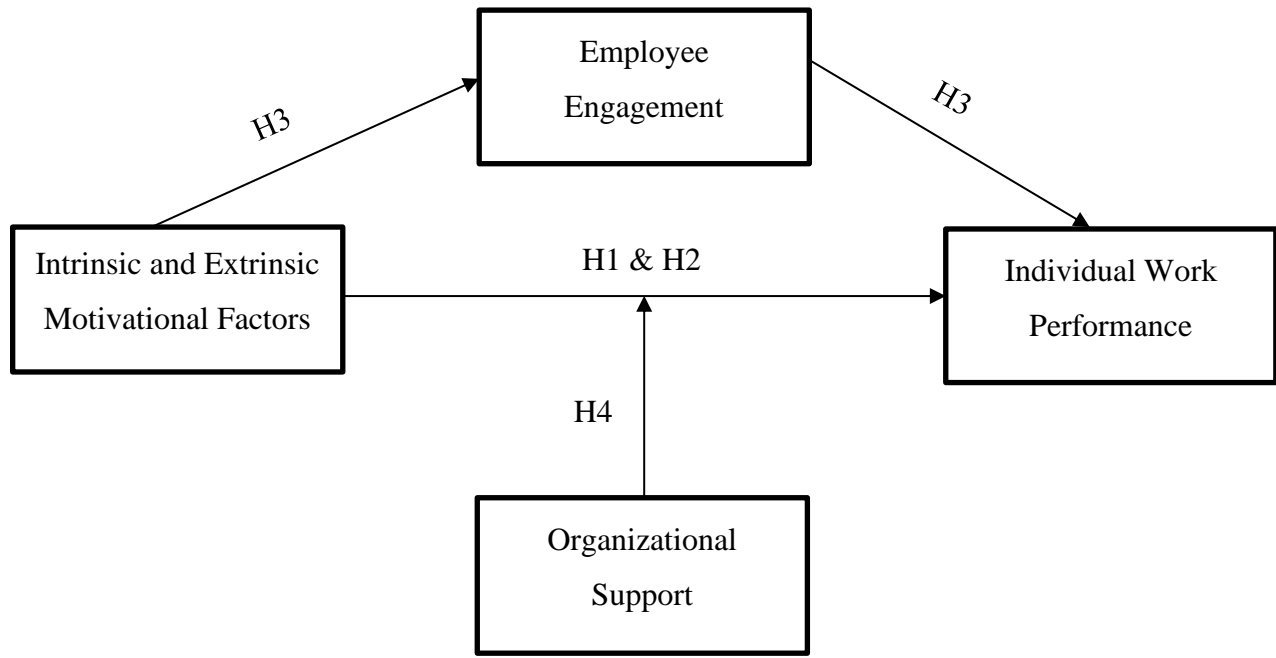 Employee
Engagement
H3
H3
Intrinsic and Extrinsic
Motivational Factors
H1 & H2
Individual Work
Performance
H4
Organizational
Support